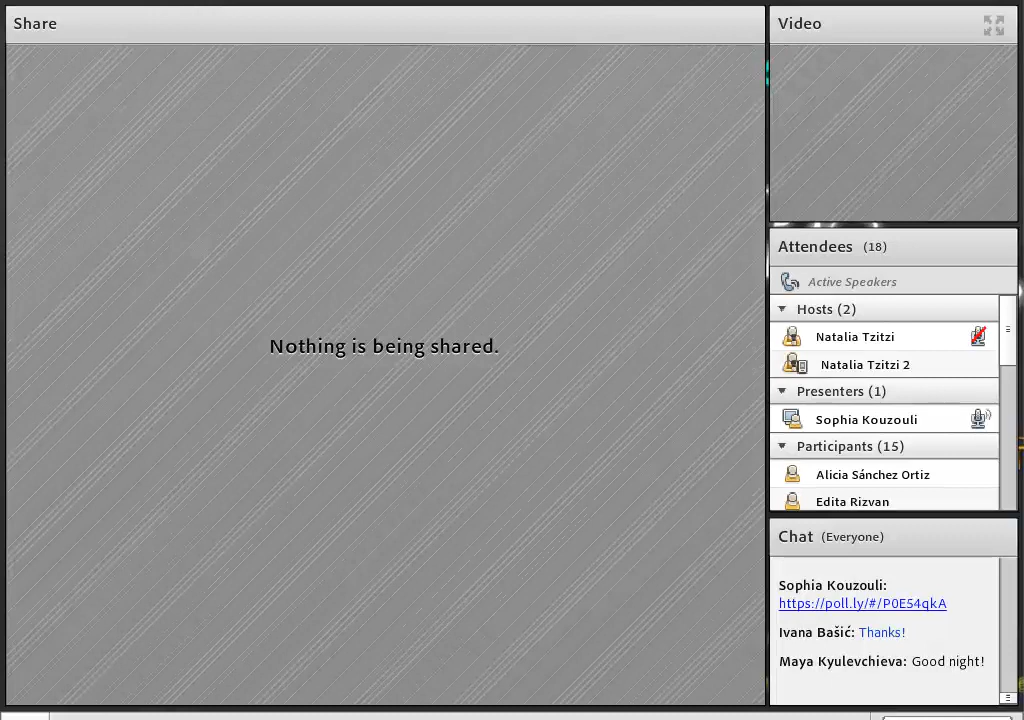 Share
Nothing is being shared.
Video
Attendees (18)
Active Speakers
Hosts (2)
Natalia Tzitzi
Natalia Tzitzi 2
Presenters (1)
Sophia Kouzouli
Participants (15)
Alicia Sánchez Ortiz
Edita Rizvan
Chat (Everyone)
Sophia Kouzouli:
https://poll.ly/#/P0E54qkA
Ivana Bašić: Thanks!
Maya Kyulevchieva: Good night!